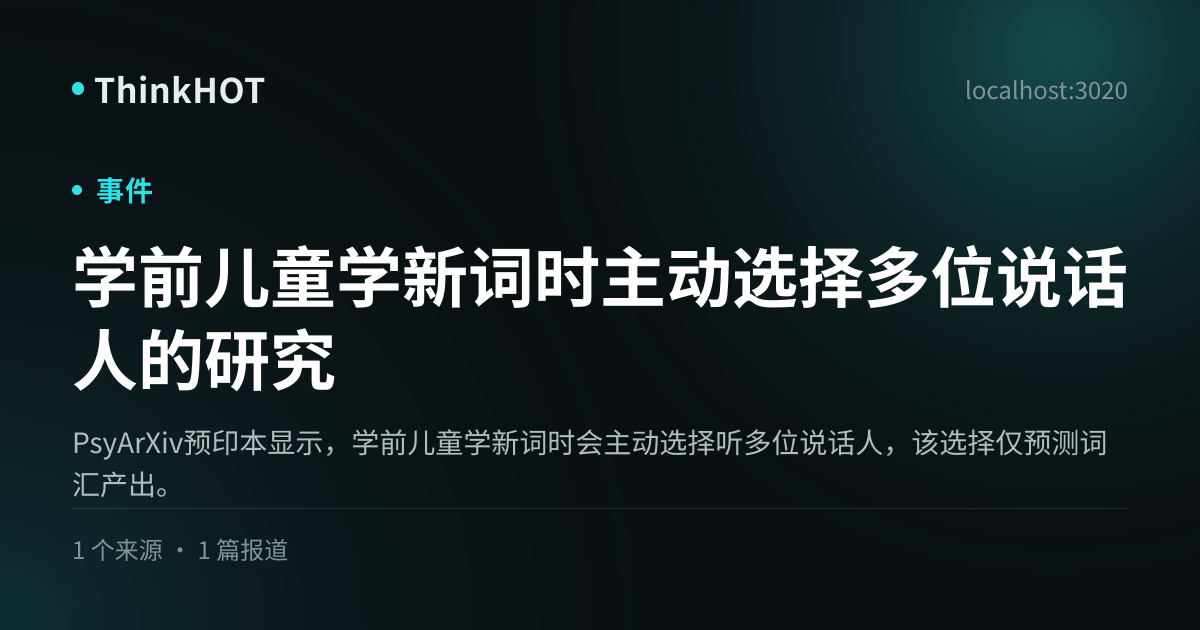 ThinkHOT
localhost:3020
事件
学前儿童学新词时主动选择多位说话
人的研究
PsyArXiv预印本显示，学前儿童学新词时会主动选择听多位说话人，该选择仅预测词
汇产出。
1 个来源 · 1 篇报道